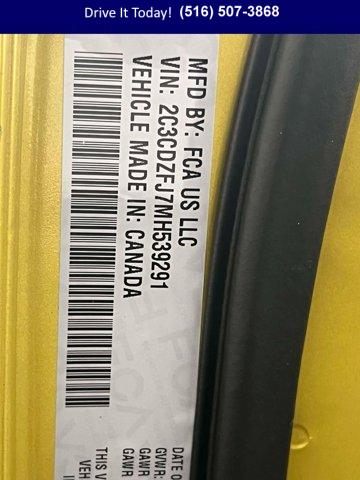 Drive It Today! (516) 507-3868
MFD BY: FCA US LLC
VIN: 2C3CDZFJ7MH539291
VEHICLE MADE IN: CANADA
DATE O
GVWR:
GAWR
GAWR
THIS V
VEH